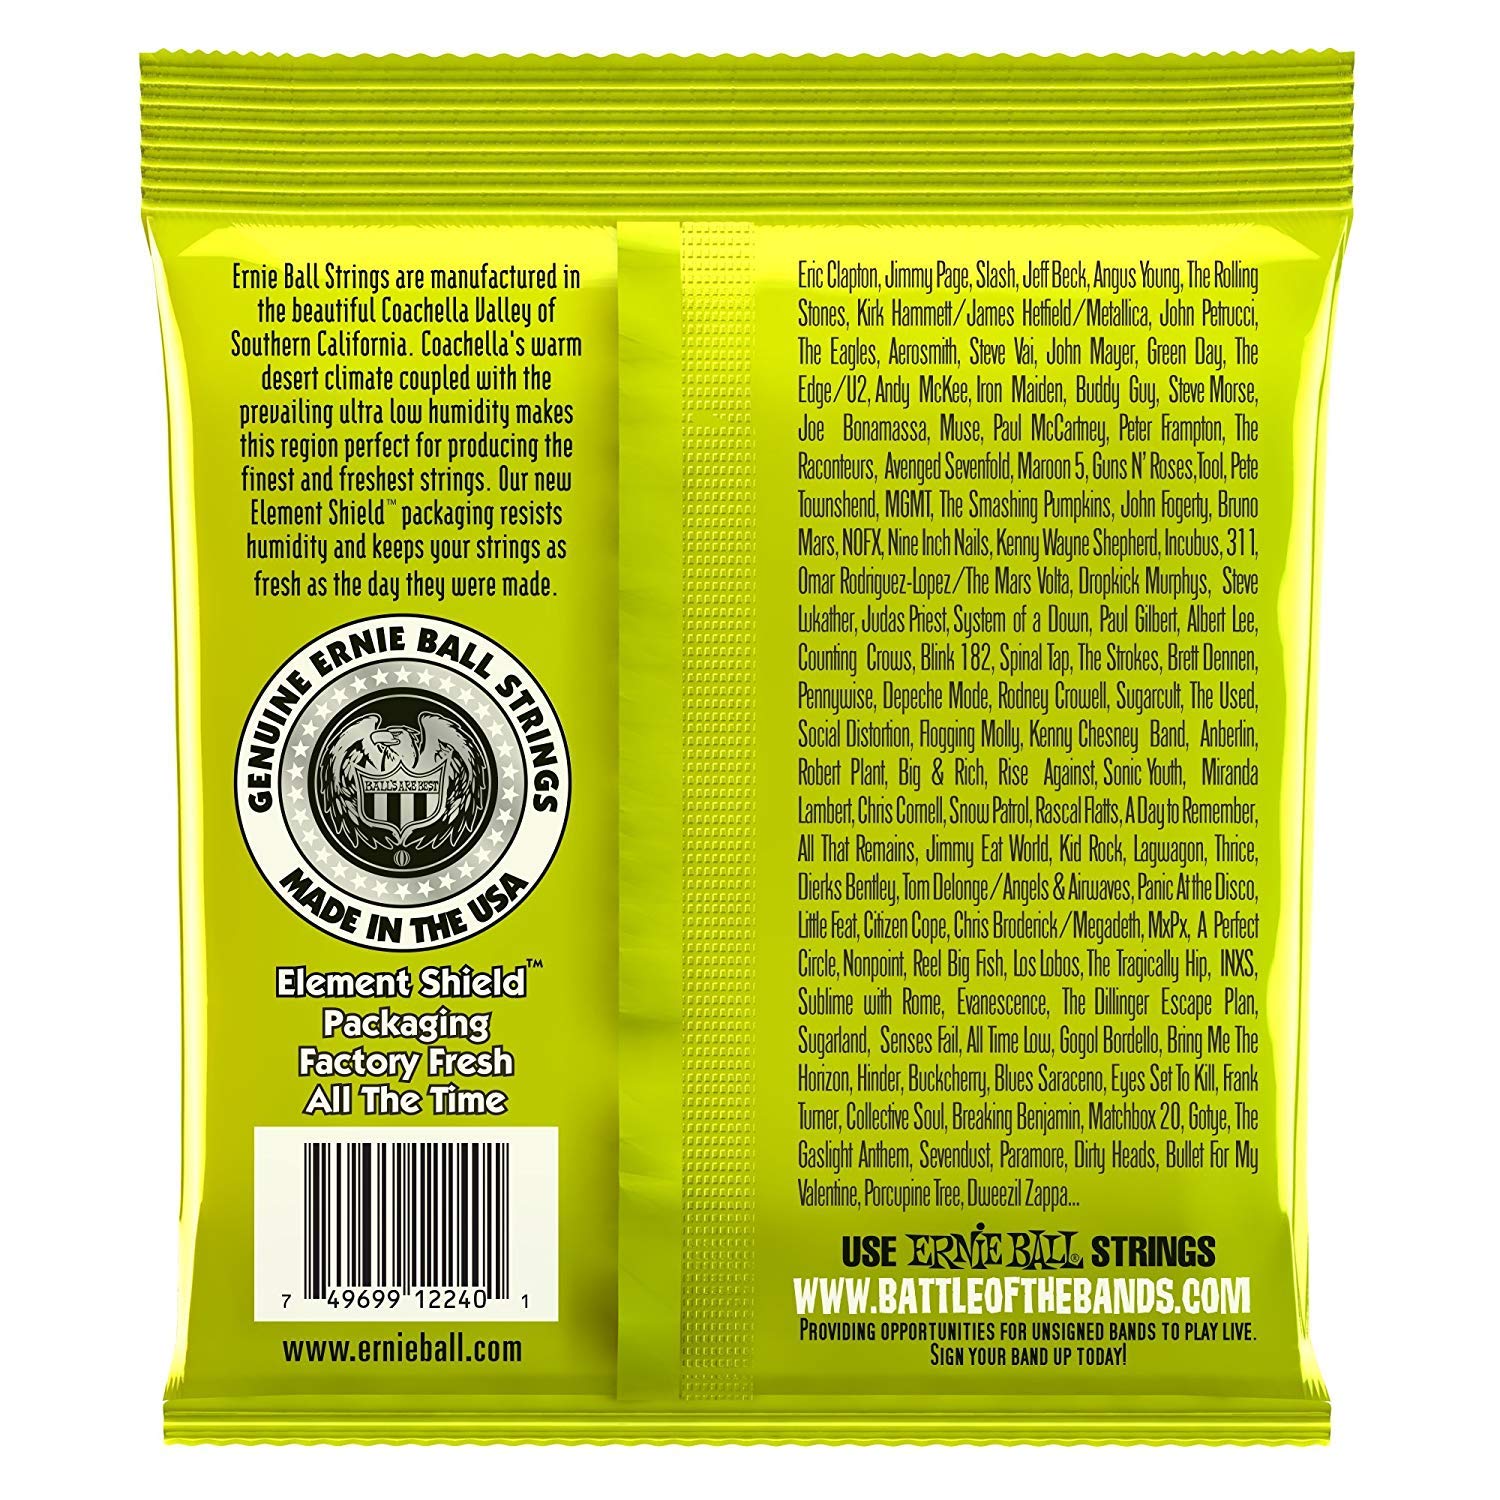 Ernie Ball Strings are manufactured in
the beautiful Coachella Valley of
Southern California. Coachella's warm
desert climate coupled with the
prevailing ultra low humidity makes
this region perfect for producing the
finest and freshest strings. Our new
Element Shield™ packaging resists
humidity and keeps your strings as
fresh as the day they were made.
GENUINE ERNIE BALL STRINGS
BALLS ARE BEST
MADE IN THE USA
Element Shield™
Packaging
Factory Fresh
All The Time
7 49699 12240 1
www.ernieball.com
Eric Clapton, Jimmy Page, Slash, Jeff Beck, Angus Young, The Rolling
Stones, Kirk Hammett/James Hetfield/Metallica, John Petrucci,
The Eagles, Aerosmith, Steve Vai, John Mayer, Green Day, The
Edge/U2, Andy McKee, Iron Maiden, Buddy Guy, Steve Morse,
Joe Bonamassa, Muse, Paul McCartney, Peter Frampton, The
Raconteurs, Avenged Sevenfold, Maroon 5, Guns N' Roses,Tool, Pete
Townshend, MGMT, The Smashing Pumpkins, John Fogerty, Bruno
Mars, NOFX, Nine Inch Nails, Kenny Wayne Shepherd, Incubus, 311,
Omar Rodriguez-Lopez/The Mars Volta, Dropkick Murphys, Steve
Lukather, Judas Priest, System of a Down, Paul Gilbert, Albert Lee,
Counting Crows, Blink 182, Spinal Tap, The Strokes, Brett Dennen,
Pennywise, Depeche Mode, Rodney Crowell, Sugarcult, The Used,
Social Distortion, Flogging Molly, Kenny Chesney Band, Anberlin,
Robert Plant, Big & Rich, Rise Against, Sonic Youth, Miranda
Lambert, Chris Cornell, Snow Patrol, Rascal Flatts, A Day to Remember,
All That Remains, Jimmy Eat World, Kid Rock, Lagwagon, Thrice,
Dierks Bentley, Tom Delonge/Angels & Airwaves, Panic At the Disco,
Little Feat, Citizen Cope, Chris Broderick/Megadeth, MxPx, A Perfect
Circle, Nonpoint, Reel Big Fish, Los Lobos, The Tragically Hip, INXS,
Sublime with Rome, Evanescence, The Dillinger Escape Plan,
Sugarland, Senses Fail, All Time Low, Gogol Bordello, Bring Me The
Horizon, Hinder, Buckcherry, Blues Saraceno, Eyes Set To Kill, Frank
Turner, Collective Soul, Breaking Benjamin, Matchbox 20, Gotye, The
Gaslight Anthem, Sevendust, Paramore, Dirty Heads, Bullet For My
Valentine, Porcupine Tree, Dweezil Zappa...
USE ERNIE BALL® STRINGS
WWW.BATTLEOFTHEBANDS.COM
PROVIDING OPPORTUNITIES FOR UNSIGNED BANDS TO PLAY LIVE.
SIGN YOUR BAND UP TODAY!